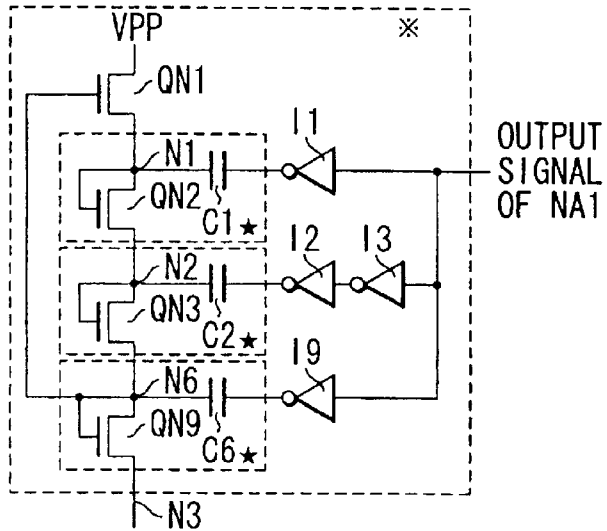 VPP
※
QN1
I1
OUTPUT
SIGNAL
OF NA1
N1
QN2
C1★
I2
I3
N2
QN3
C2★
I9
N6
QN9
C6★
N3